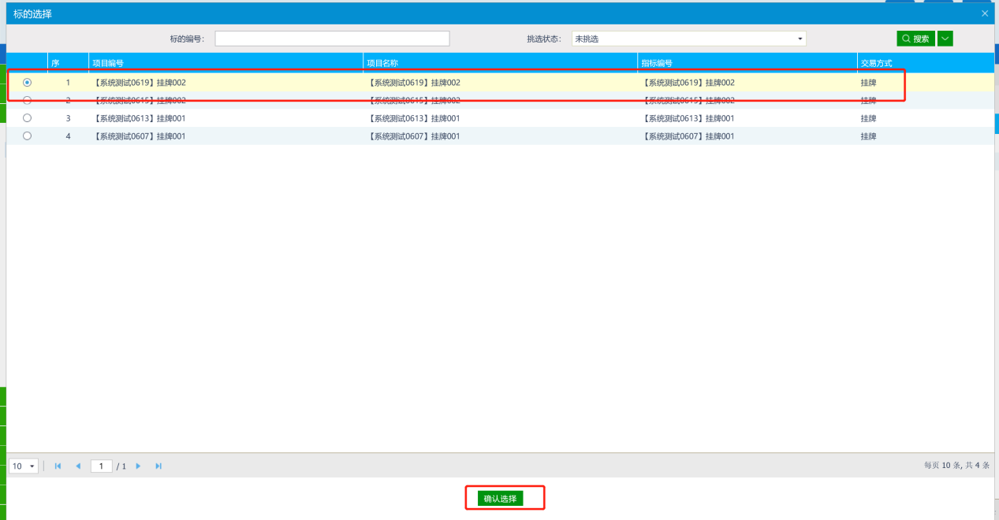 标的选择
标的编号： 挑选状态： 未挑选 搜索
序 项目编号 项目名称 指标编号 交易方式
1 【系统测试0619】挂牌002 【系统测试0619】挂牌002 【系统测试0619】挂牌002 挂牌
2 【系统测试0615】挂牌002 【系统测试0615】挂牌002 【系统测试0615】挂牌002 挂牌
3 【系统测试0613】挂牌001 【系统测试0613】挂牌001 【系统测试0613】挂牌001 挂牌
4 【系统测试0607】挂牌001 【系统测试0607】挂牌001 【系统测试0607】挂牌001 挂牌
10 1 / 1 每页 10 条, 共 4 条
确认选择